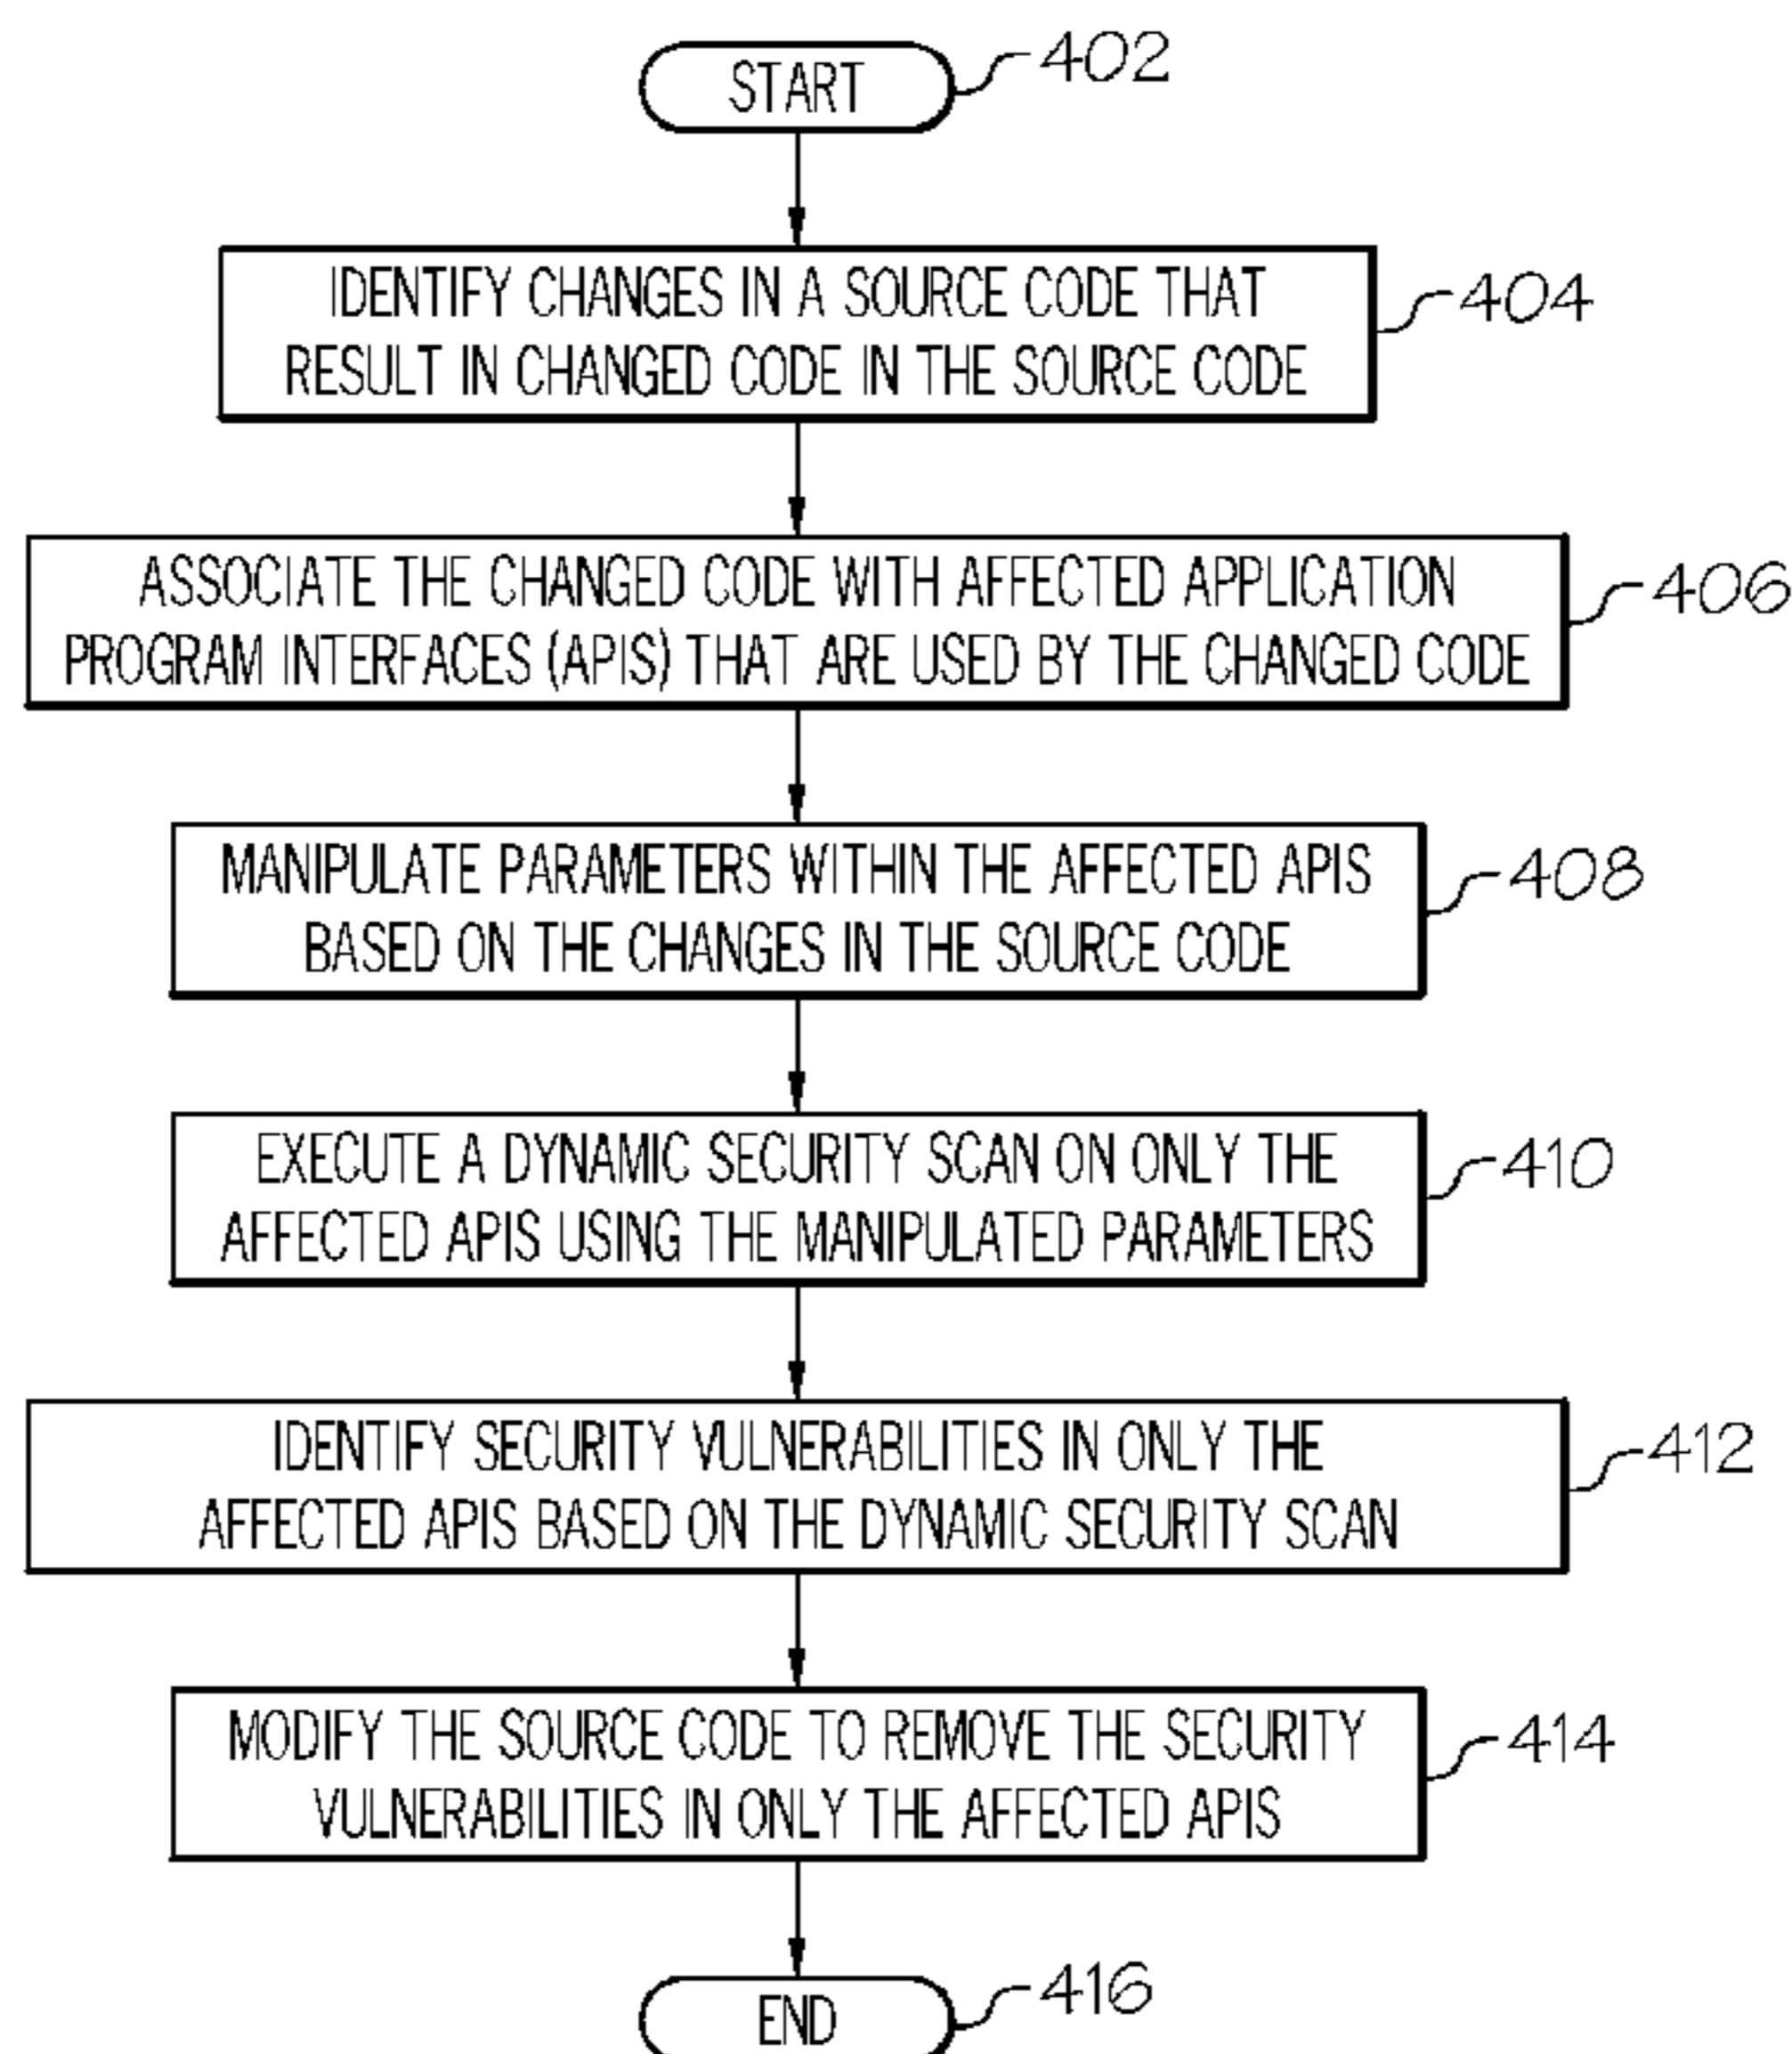 START
402
IDENTIFY CHANGES IN A SOURCE CODE THAT
RESULT IN CHANGED CODE IN THE SOURCE CODE
404
ASSOCIATE THE CHANGED CODE WITH AFFECTED APPLICATION
PROGRAM INTERFACES (APIS) THAT ARE USED BY THE CHANGED CODE
406
MANIPULATE PARAMETERS WITHIN THE AFFECTED APIS
BASED ON THE CHANGES IN THE SOURCE CODE
408
EXECUTE A DYNAMIC SECURITY SCAN ON ONLY THE
AFFECTED APIS USING THE MANIPULATED PARAMETERS
410
IDENTIFY SECURITY VULNERABILITIES IN ONLY THE
AFFECTED APIS BASED ON THE DYNAMIC SECURITY SCAN
412
MODIFY THE SOURCE CODE TO REMOVE THE SECURITY
VULNERABILITIES IN ONLY THE AFFECTED APIS
414
END
416